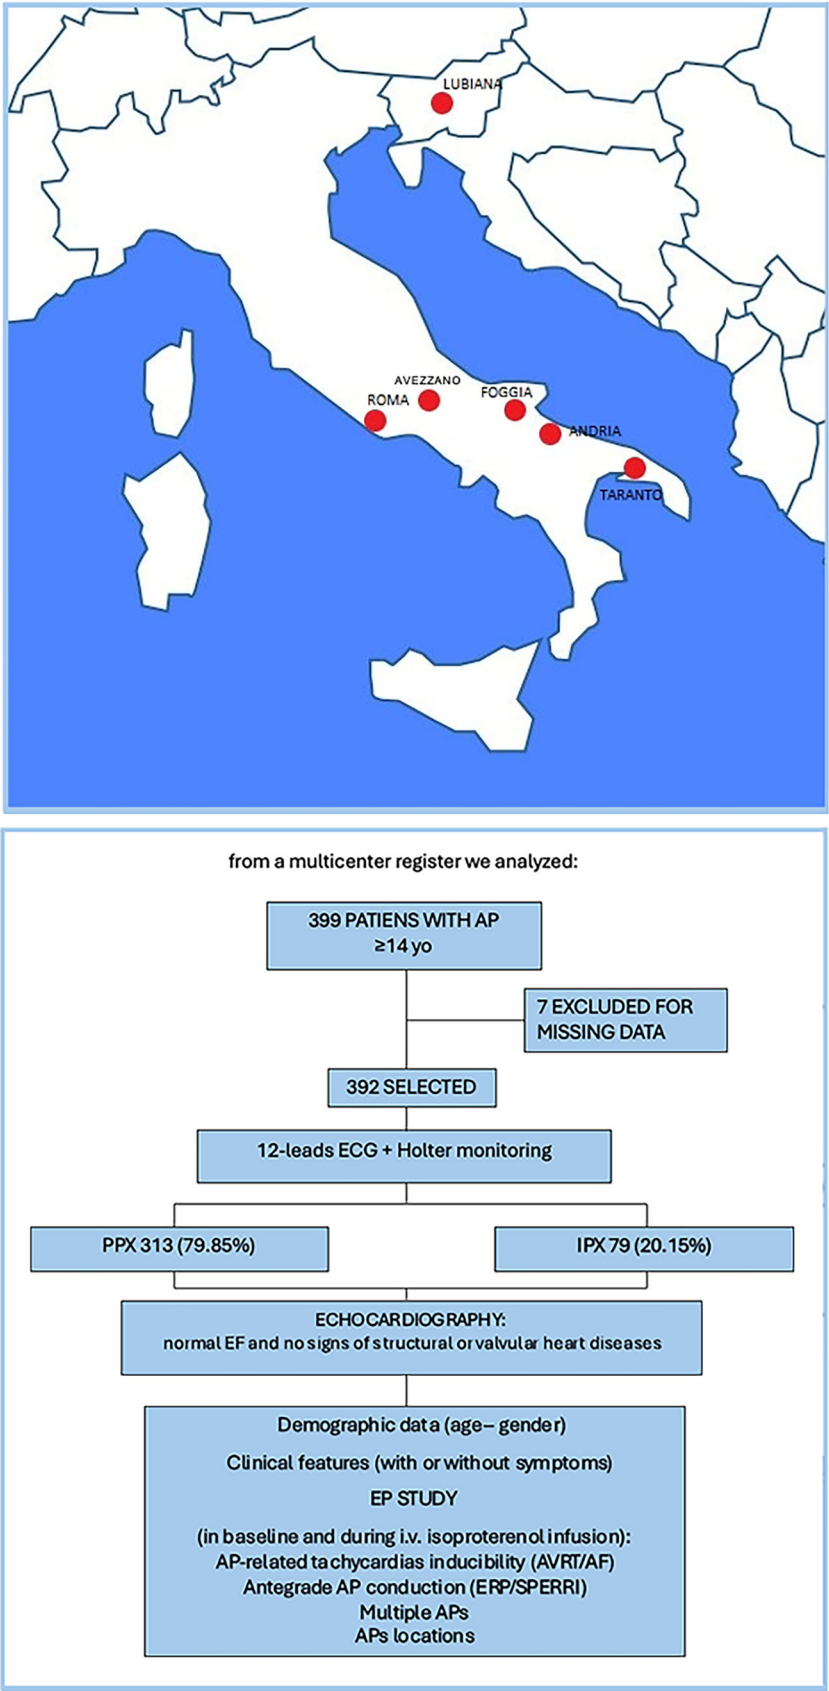 LUBIANA
AVEZZANO
ROMA
FOGGIA
ANDRIA
TARANTO
from a multicenter register we analyzed:
399 PATIENS WITH AP
≥14 yo
7 EXCLUDED FOR
MISSING DATA
392 SELECTED
12-leads ECG + Holter monitoring
PPX 313 (79.85%)
IPX 79 (20.15%)
ECHOCARDIOGRAPHY:
normal EF and no signs of structural or valvular heart diseases
Demographic data (age– gender)
Clinical features (with or without symptoms)
EP STUDY
(in baseline and during i.v. isoproterenol infusion):
AP-related tachycardias inducibility (AVRT/AF)
Antegrade AP conduction (ERP/SPERRI)
Multiple APs
APs locations